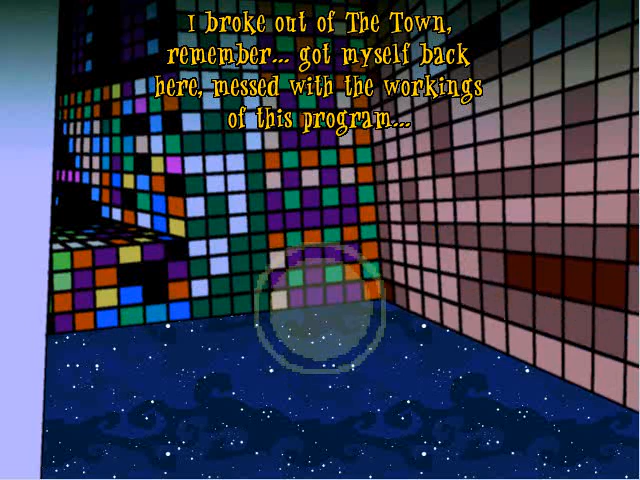 I broke out of The Town,
remember... got myself back
here, messed with the workings
of this program...